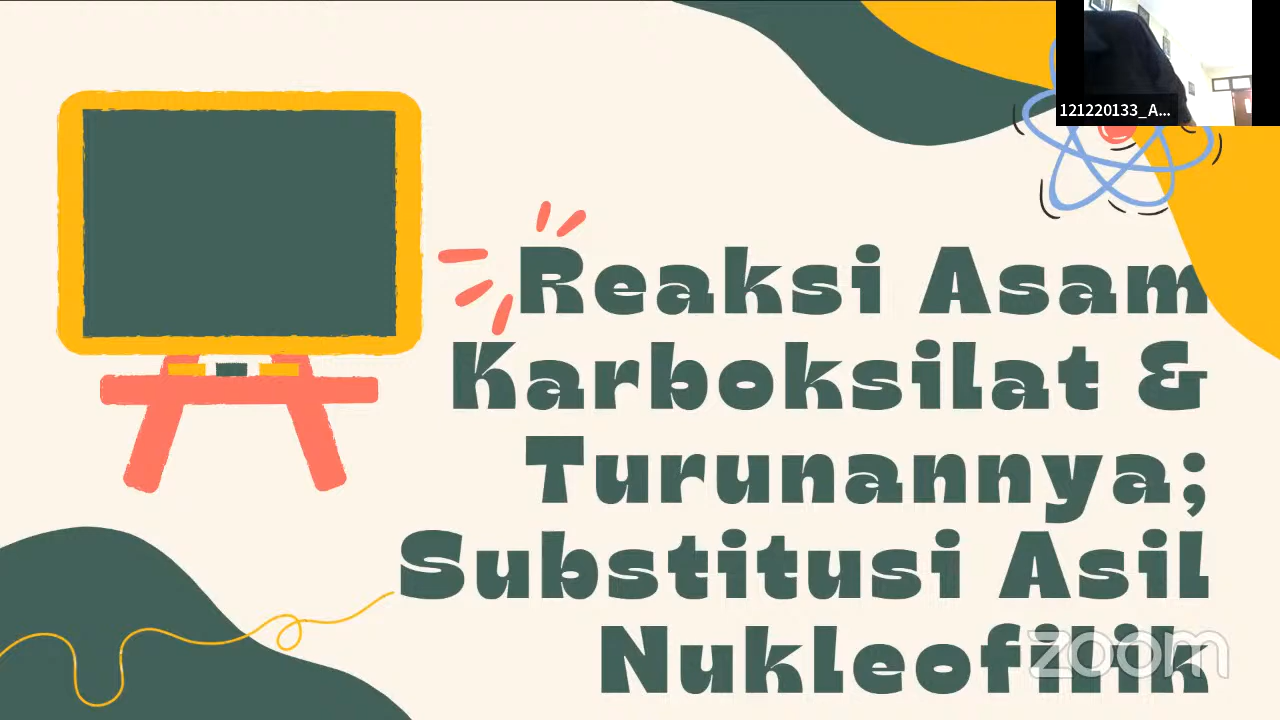 121220133_A...
Reaksi Asam
Karboksilat &
Turunannya;
Substitusi Asil
Nukleofilik
zoom